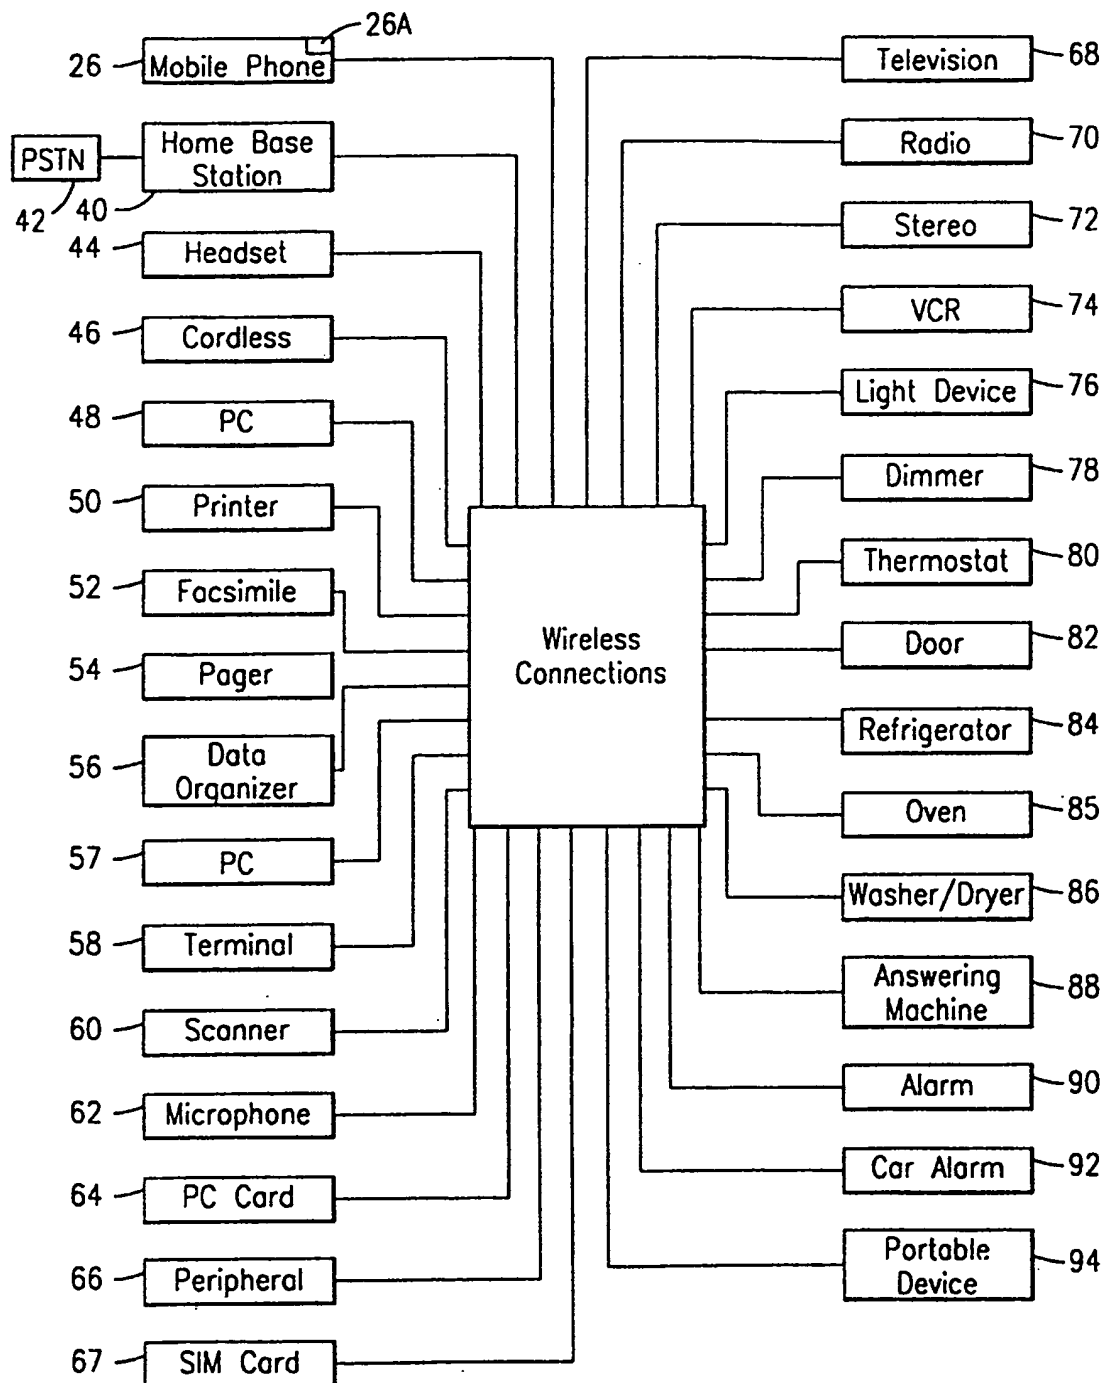 26A
26 Mobile Phone
PSTN
42
Home Base
Station
40
44 Headset
46 Cordless
48 PC
50 Printer
52 Facsimile
54 Pager
56 Data
Organizer
57 PC
58 Terminal
60 Scanner
62 Microphone
64 PC Card
66 Peripheral
67 SIM Card
Wireless
Connections
Television 68
Radio 70
Stereo 72
VCR 74
Light Device 76
Dimmer 78
Thermostat 80
Door 82
Refrigerator 84
Oven 85
Washer/Dryer 86
Answering
Machine 88
Alarm 90
Car Alarm 92
Portable
Device 94